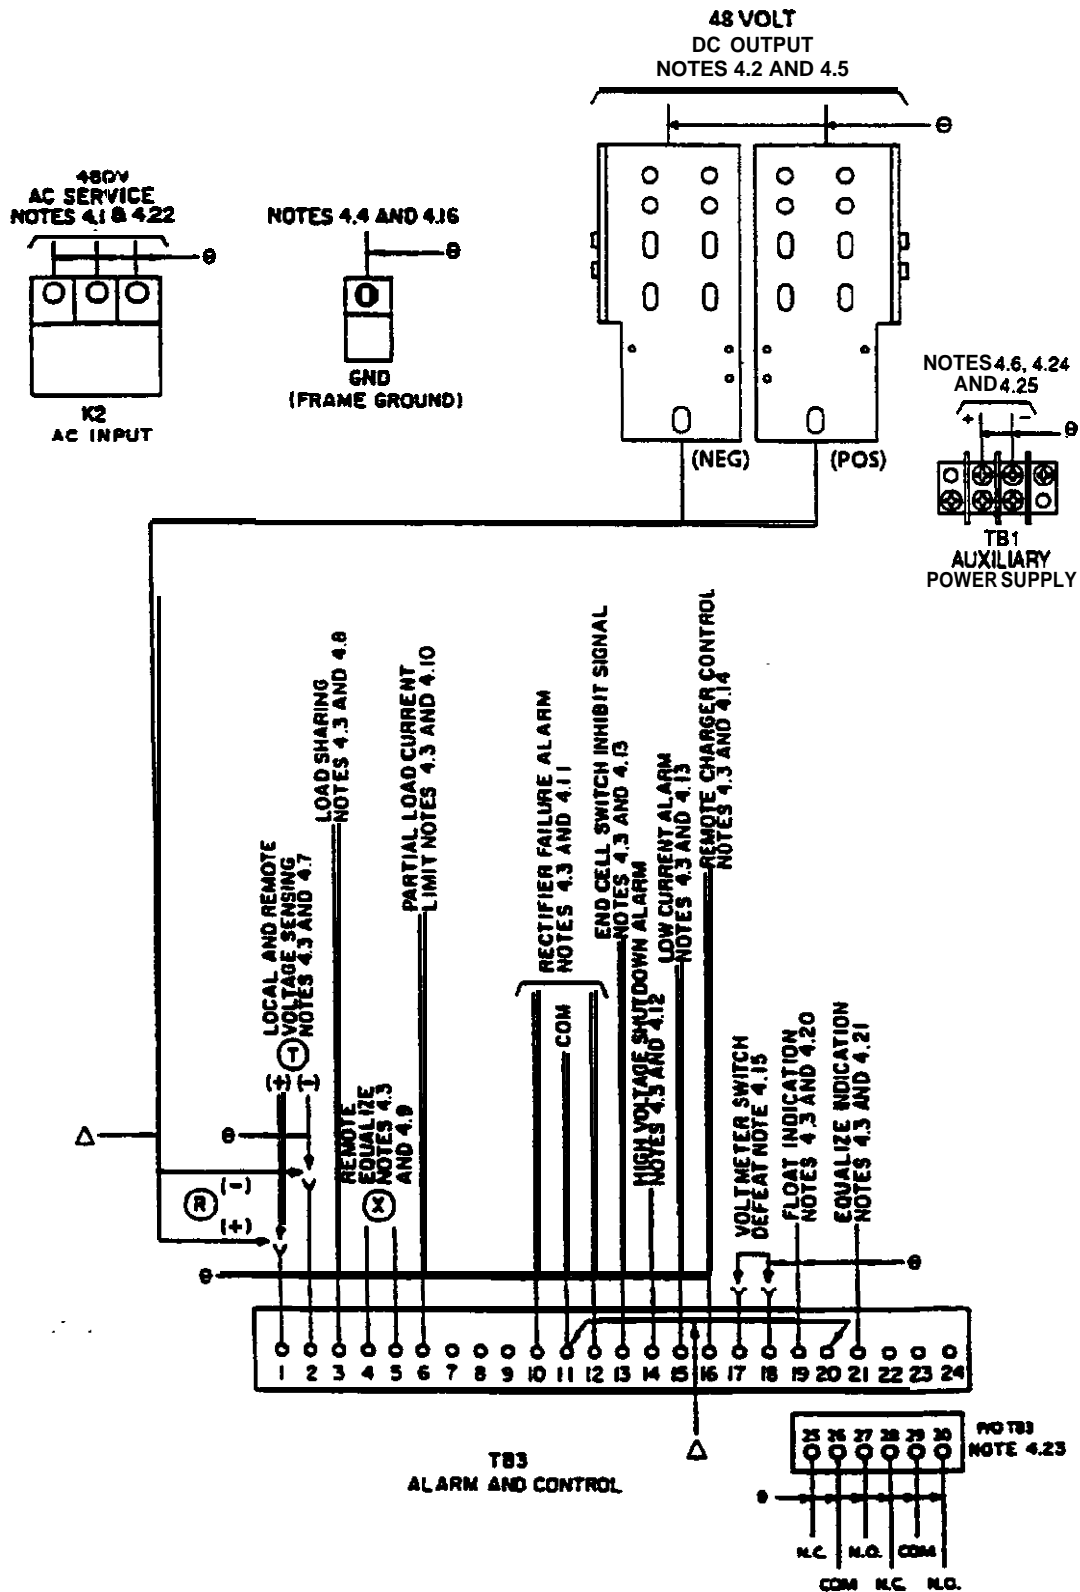 48 VOLT
DC OUTPUT
NOTES 4.2 AND 4.5
θ
480V
AC SERVICE
NOTES 4.1 & 4.22
θ
K2
AC INPUT
NOTES 4.4 AND 4.16
θ
GND
(FRAME GROUND)
(NEG)
(POS)
NOTES 4.6, 4.24
AND 4.25
+ -
θ
TB1
AUXILIARY
POWER SUPPLY
LOCAL AND REMOTE
VOLTAGE SENSING
NOTES 4.3 AND 4.7
T
(+) (-)
LOAD SHARING
NOTES 4.3 AND 4.8
REMOTE
EQUALIZE
NOTES 4.3
AND 4.9
X
PARTIAL LOAD CURRENT
LIMIT NOTES 4.3 AND 4.10
RECTIFIER FAILURE ALARM
NOTES 4.3 AND 4.11
COM
END CELL SWITCH INHIBIT SIGNAL
NOTES 4.3 AND 4.13
HIGH VOLTAGE SHUTDOWN ALARM
NOTES 4.3 AND 4.12
LOW CURRENT ALARM
NOTES 4.3 AND 4.13
REMOTE CHARGER CONTROL
NOTES 4.3 AND 4.14
VOLTMETER SWITCH
DEFEAT NOTE 4.15
FLOAT INDICATION
NOTES 4.3 AND 4.20
EQUALIZE INDICATION
NOTES 4.3 AND 4.21
Δ
θ
R
(-)
(+)
θ
θ
1 2 3 4 5 6 7 8 9 10 11 12 13 14 15 16 17 18 19 20 21 22 23 24
Δ
TB3
ALARM AND CONTROL
25 26 27 28 29 30
P/O TB3
NOTE 4.23
θ
N.C. N.O. COM
COM N.C. N.O.